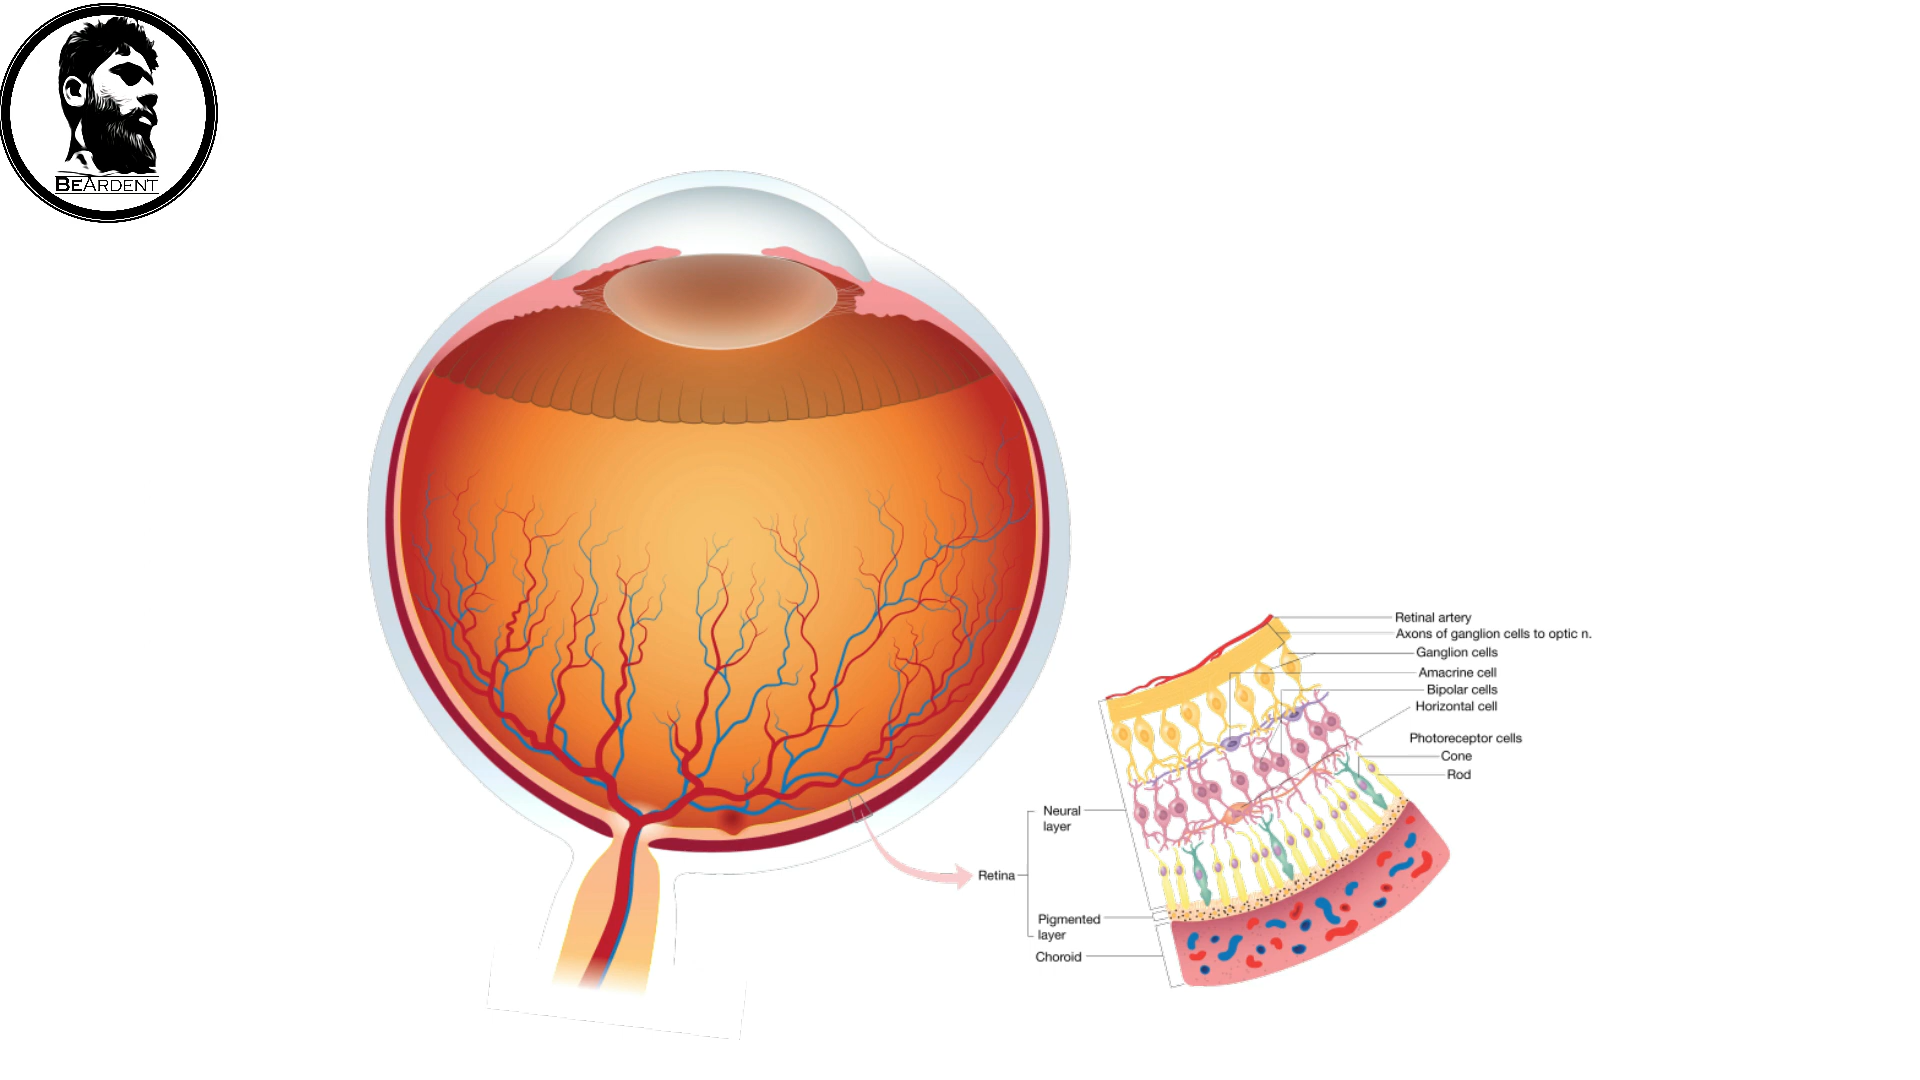 BEARDENT
Retinal artery
Axons of ganglion cells to optic n.
Ganglion cells
Amacrine cell
Bipolar cells
Horizontal cell
Photoreceptor cells
Cone
Rod
Neural
layer
Retina
Pigmented
layer
Choroid